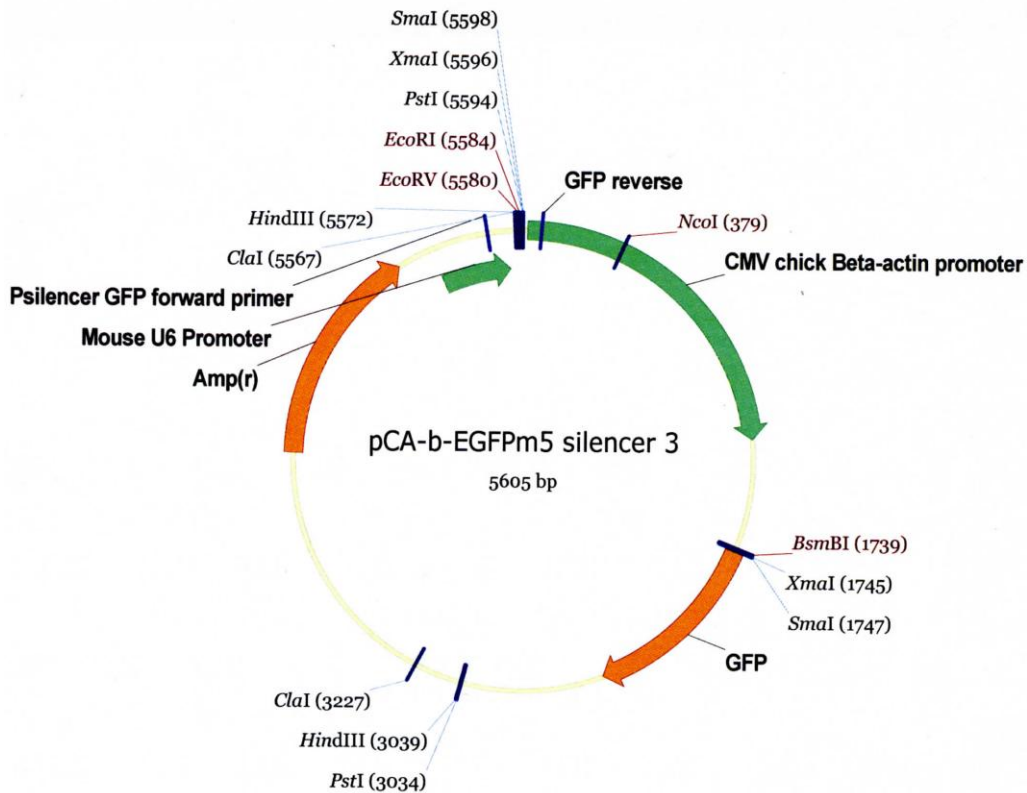 SmaI (5598)
XmaI (5596)
PstI (5594)
EcoRI (5584)
EcoRV (5580)
GFP reverse
HindIII (5572)
NcoI (379)
ClaI (5567)
CMV chick Beta-actin promoter
Psilencer GFP forward primer
Mouse U6 Promoter
Amp(r)
pCA-b-EGFPm5 silencer 3
5605 bp
BsmBI (1739)
XmaI (1745)
SmaI (1747)
GFP
ClaI (3227)
HindIII (3039)
PstI (3034)